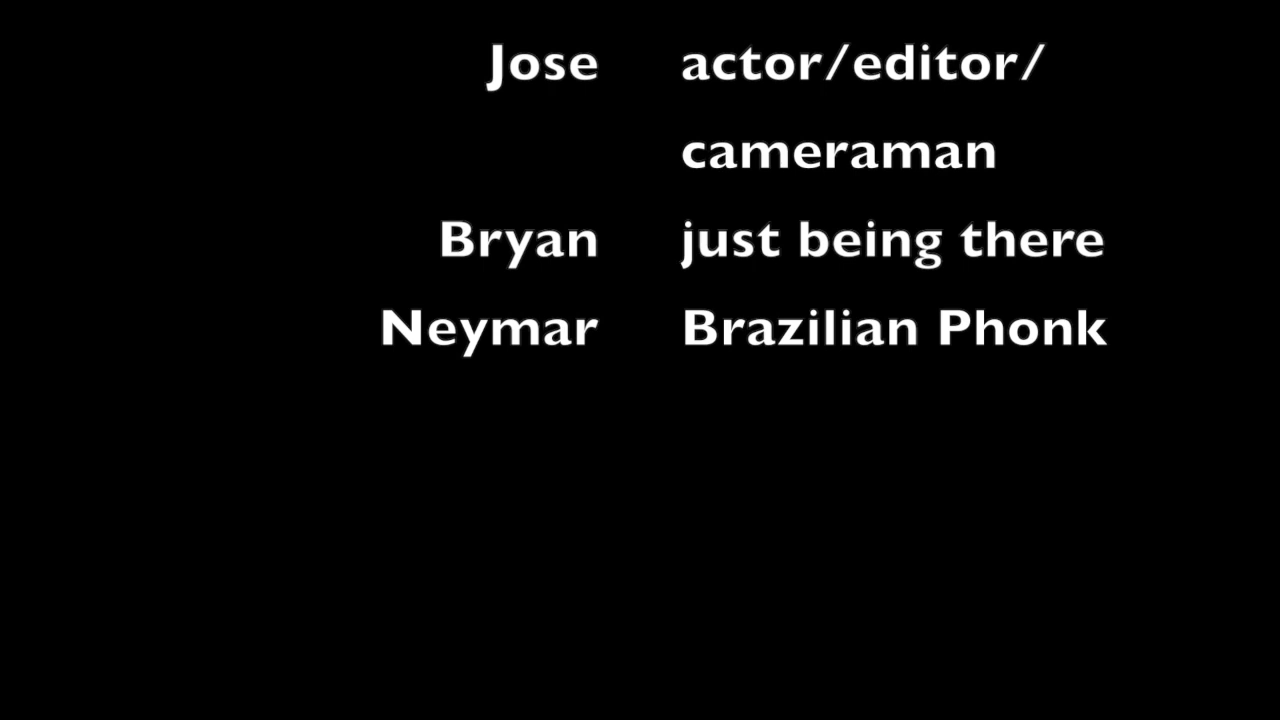 Jose actor/editor/
cameraman
Bryan just being there
Neymar Brazilian Phonk